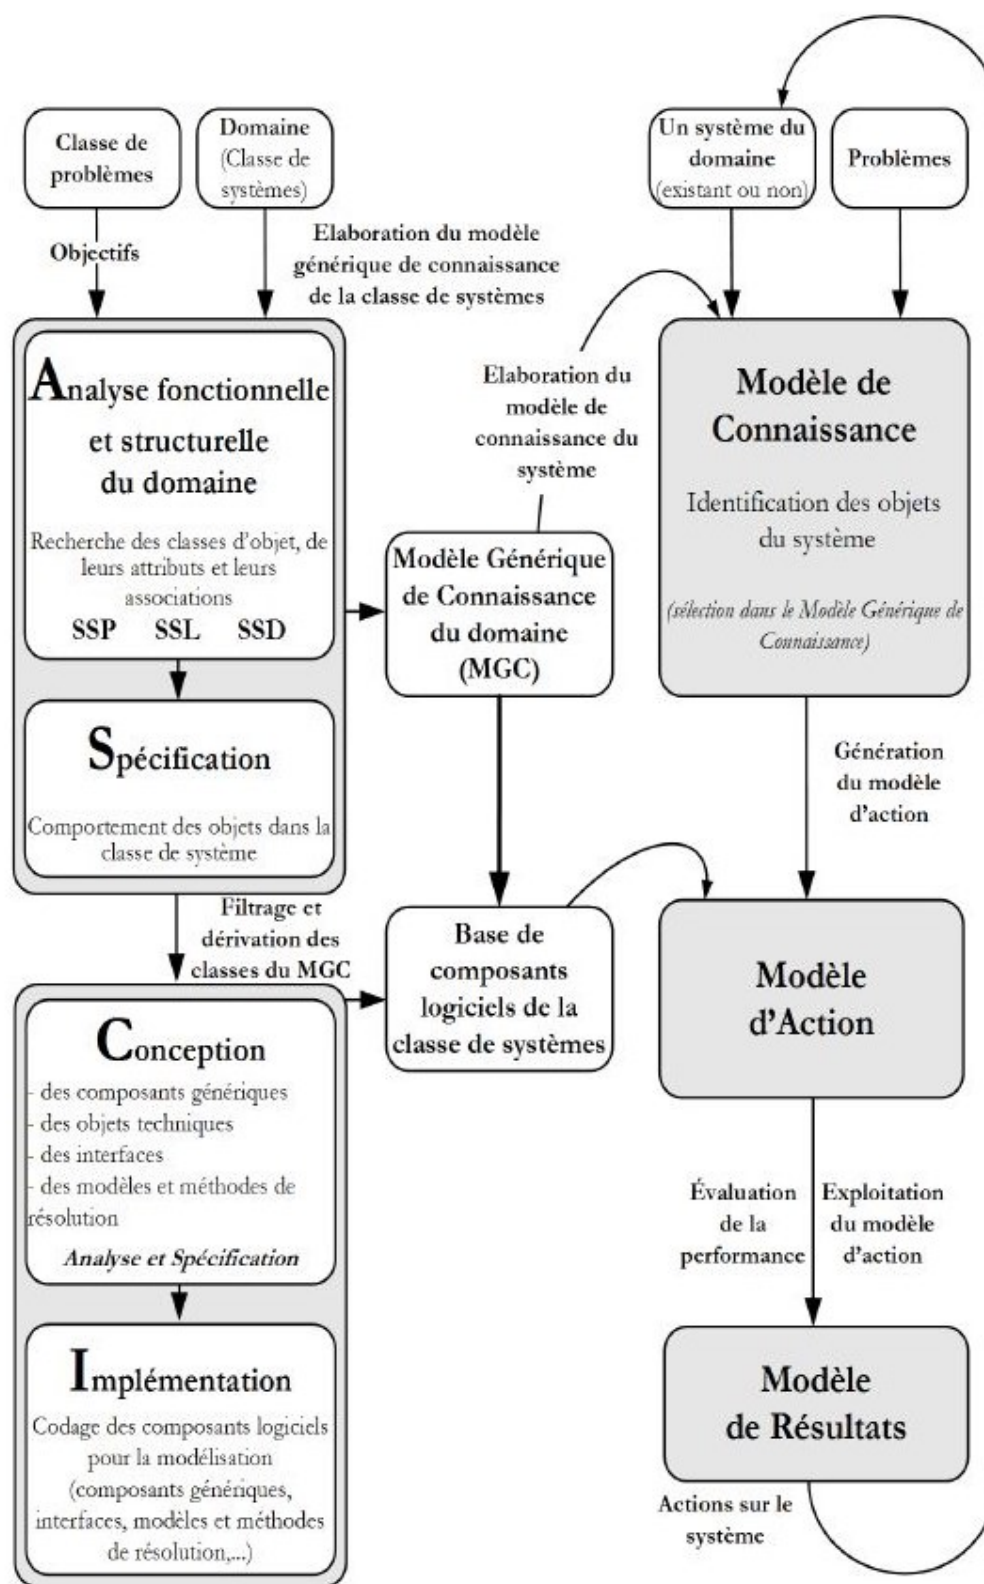 Classe de
problèmes
Domaine
(Classe de
systèmes)
Objectifs
Elaboration du modèle
générique de connaissance
de la classe de systèmes
Analyse fonctionnelle
et structurelle
du domaine
Recherche des classes d'objet, de
leurs attributs et leurs
associations
SSP SSL SSD
Spécification
Comportement des objets dans la
classe de système
Filtrage et
dérivation des
classes du MGC
Conception
- des composants génériques
- des objets techniques
- des interfaces
- des modèles et méthodes de
résolution
Analyse et Spécification
Implémentation
Codage des composants logiciels
pour la modélisation
(composants génériques,
interfaces, modèles et méthodes
de résolution,...)
Elaboration du
modèle de
connaissance du
système
Modèle Générique
de Connaissance
du domaine
(MGC)
Base de
composants
logiciels de la
classe de systèmes
Un système du
domaine
(existant ou non)
Problèmes
Modèle de
Connaissance
Identification des objets
du système
(sélection dans le Modèle Générique de
Connaissance)
Génération
du modèle
d'action
Modèle
d'Action
Évaluation
de la
performance
Exploitation
du modèle
d'action
Modèle
de Résultats
Actions sur le
système